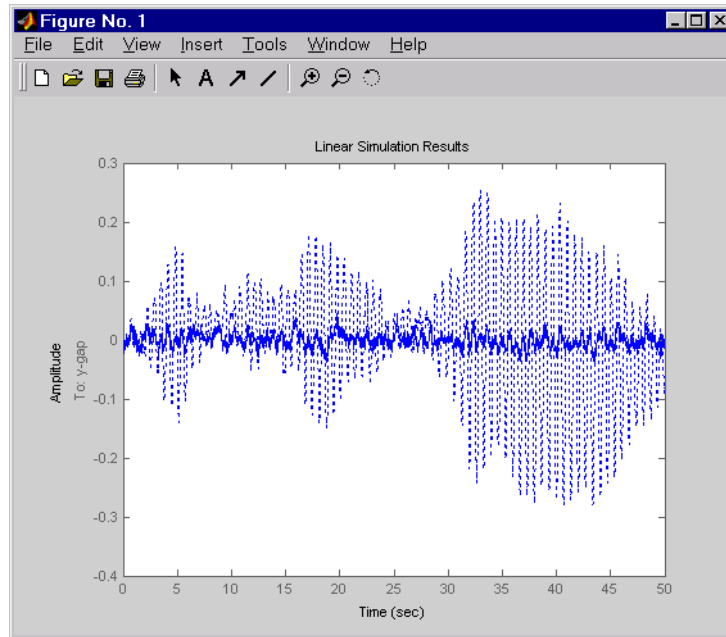 Figure No. 1
File Edit View Insert Tools Window Help
A
Linear Simulation Results
0.3
0.2
0.1
0
-0.1
-0.2
-0.3
-0.4
Amplitude
To: y-gap
0 5 10 15 20 25 30 35 40 45 50
Time (sec)